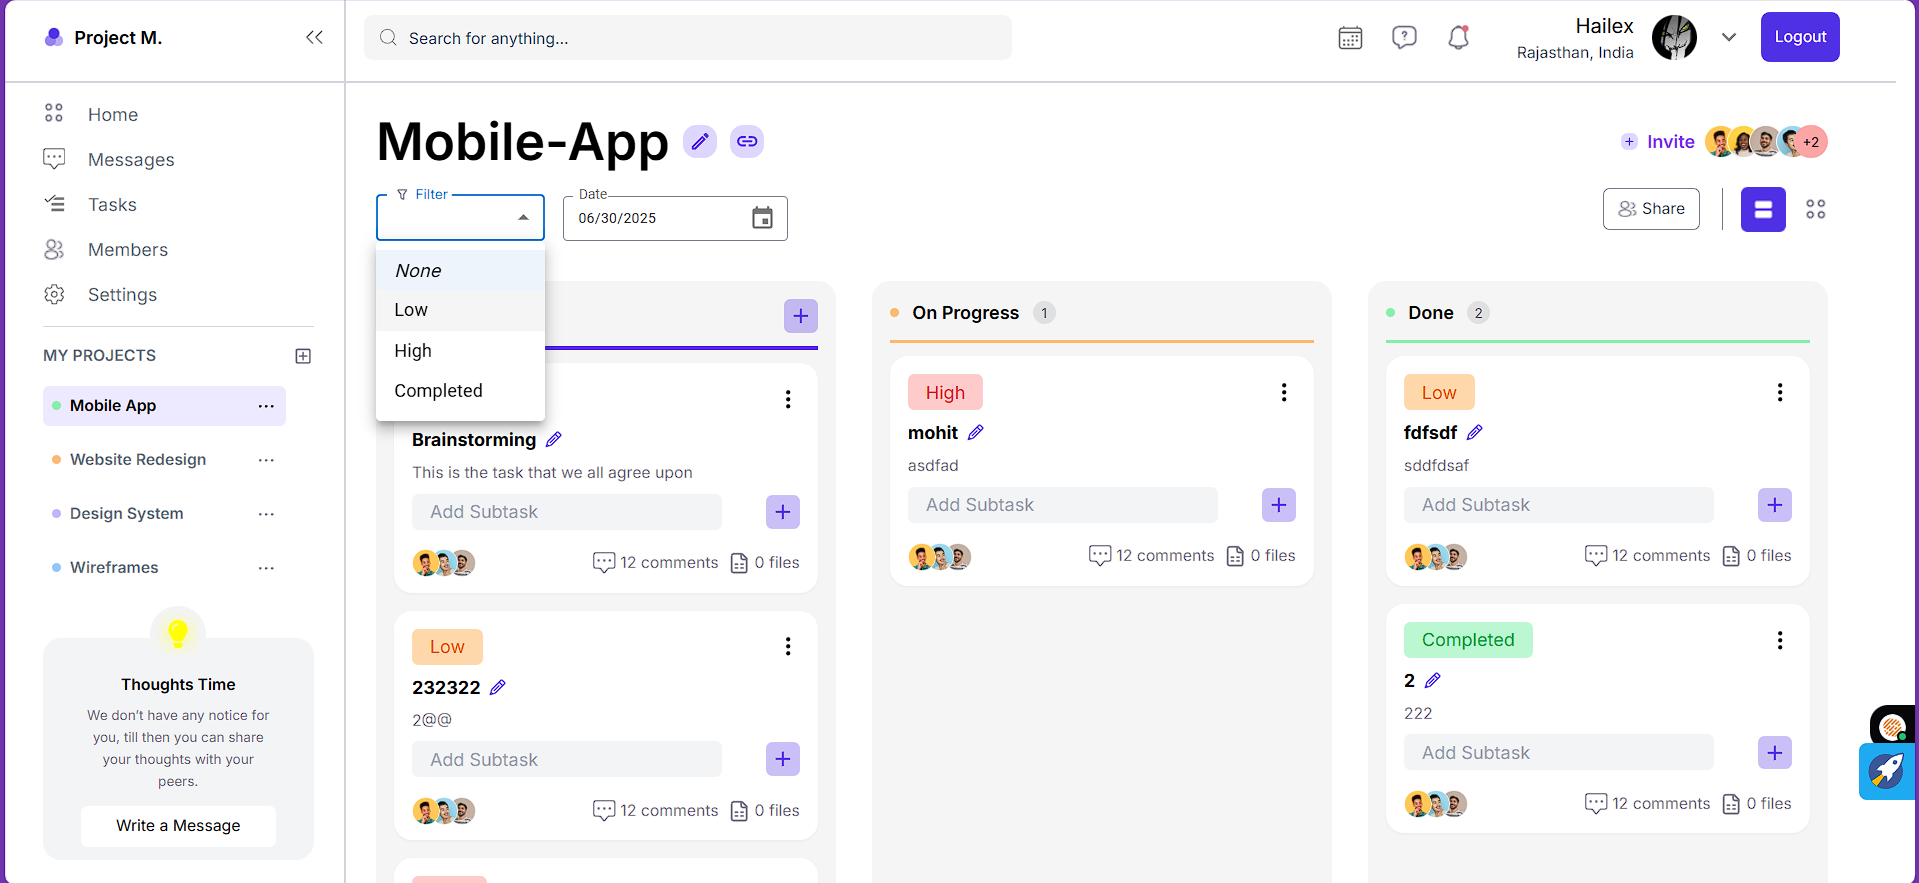 Project M.
Search for anything...
Hailex
Rajasthan, India
Logout
Home
Messages
Tasks
Members
Settings
MY PROJECTS
Mobile App
Website Redesign
Design System
Wireframes
Thoughts Time
We don't have any notice for
you, till then you can share
your thoughts with your
peers.
Write a Message
Mobile-App
Invite
+2
Filter
Date
06/30/2025
Share
None
Low
High
Completed
Brainstorming
This is the task that we all agree upon
Add Subtask
12 comments
0 files
Low
232322
2@@
Add Subtask
12 comments
0 files
On Progress
1
High
mohit
asdfad
Add Subtask
12 comments
0 files
Done
2
Low
fdfsdf
sddfdsaf
Add Subtask
12 comments
0 files
Completed
2
222
Add Subtask
12 comments
0 files